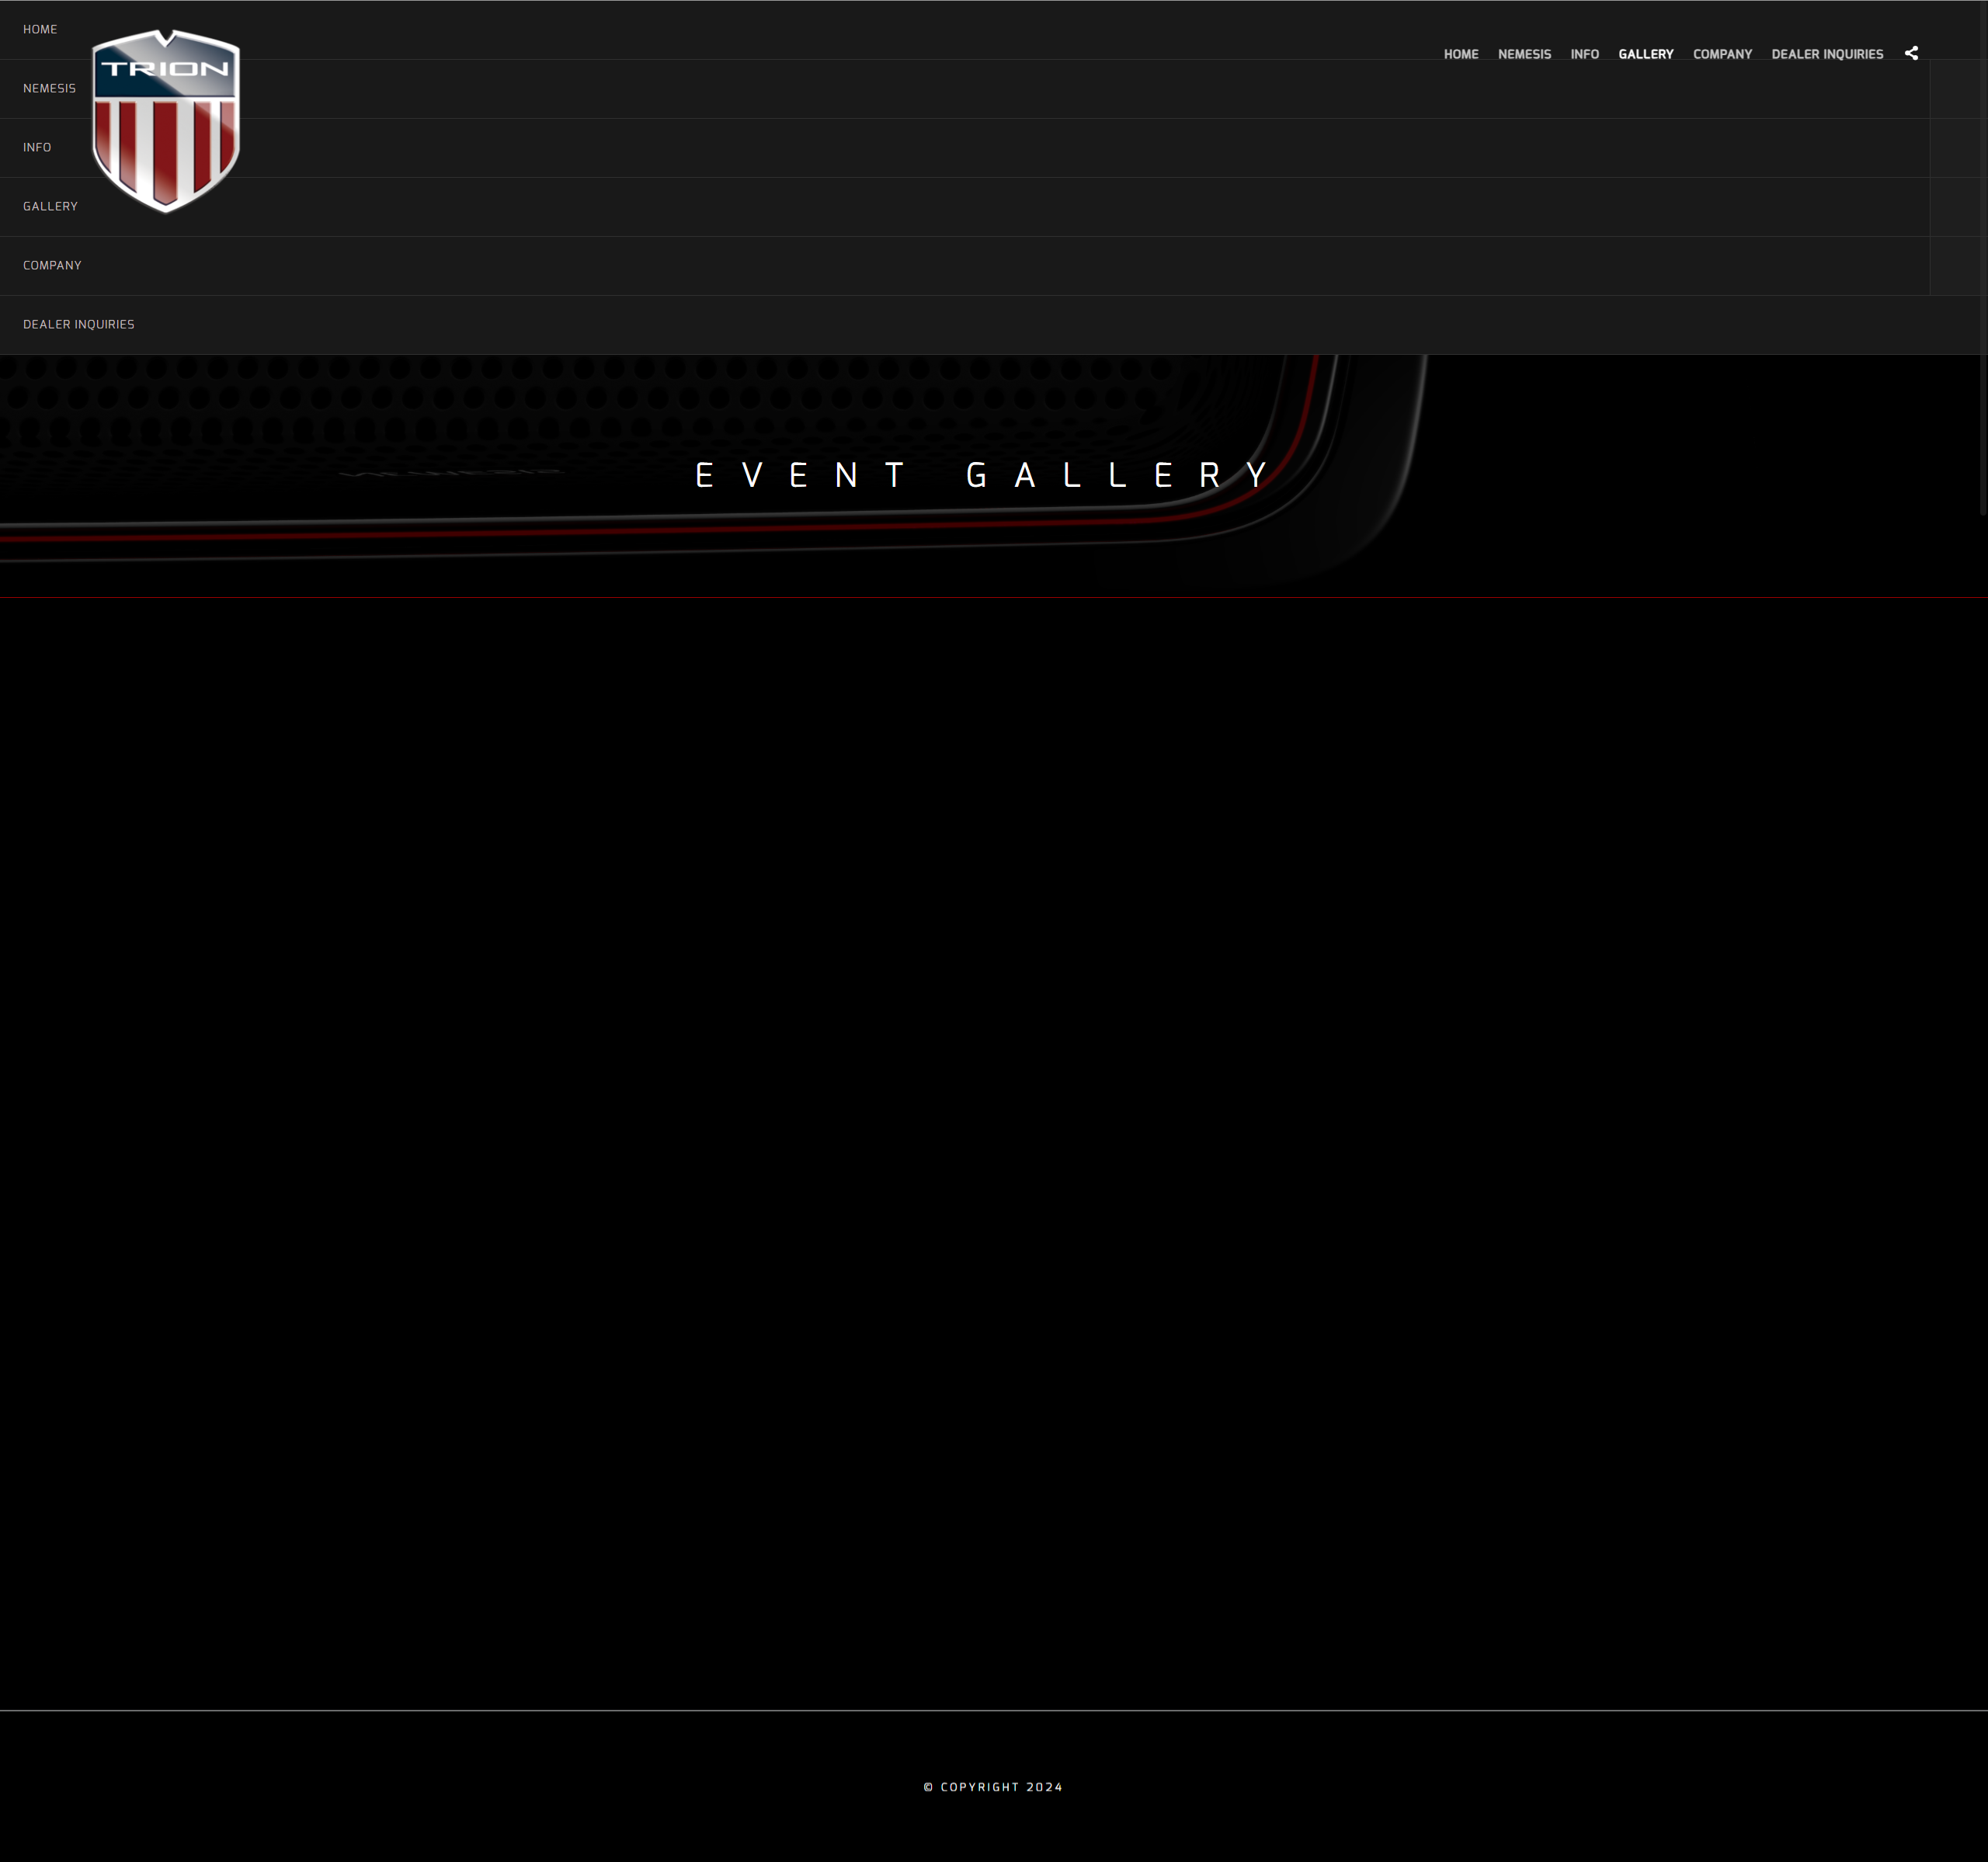 HOME
NEMESIS
INFO
GALLERY
COMPANY
DEALER INQUIRIES
TRION
HOME NEMESIS INFO GALLERY COMPANY DEALER INQUIRIES
EVENT GALLERY
© COPYRIGHT 2024